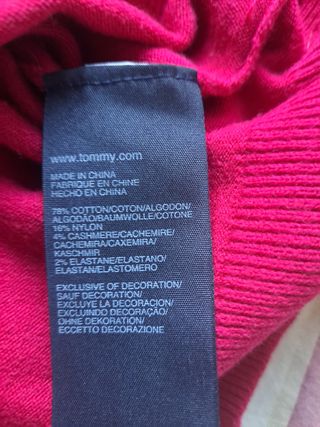 www.tommy.com
MADE IN CHINA
FABRIQUE EN CHINE
HECHO EN CHINA
78% COTTON/COTON/ALGODON/
ALGODÃO/BAUMWOLLE/COTONE
16% NYLON
4% CASHMERE/CACHEMIRE/
CACHEMIRA/CAXEMIRA/
KASCHMIR
2% ELASTANE/ELASTANO/
ELASTAN/ELASTOMERO
EXCLUSIVE OF DECORATION/
SAUF DECORATION/
EXCLUYE LA DECORACION/
EXCLUINDO DECORAÇÃO/
OHNE DEKORATION/
ECCETTO DECORAZIONE